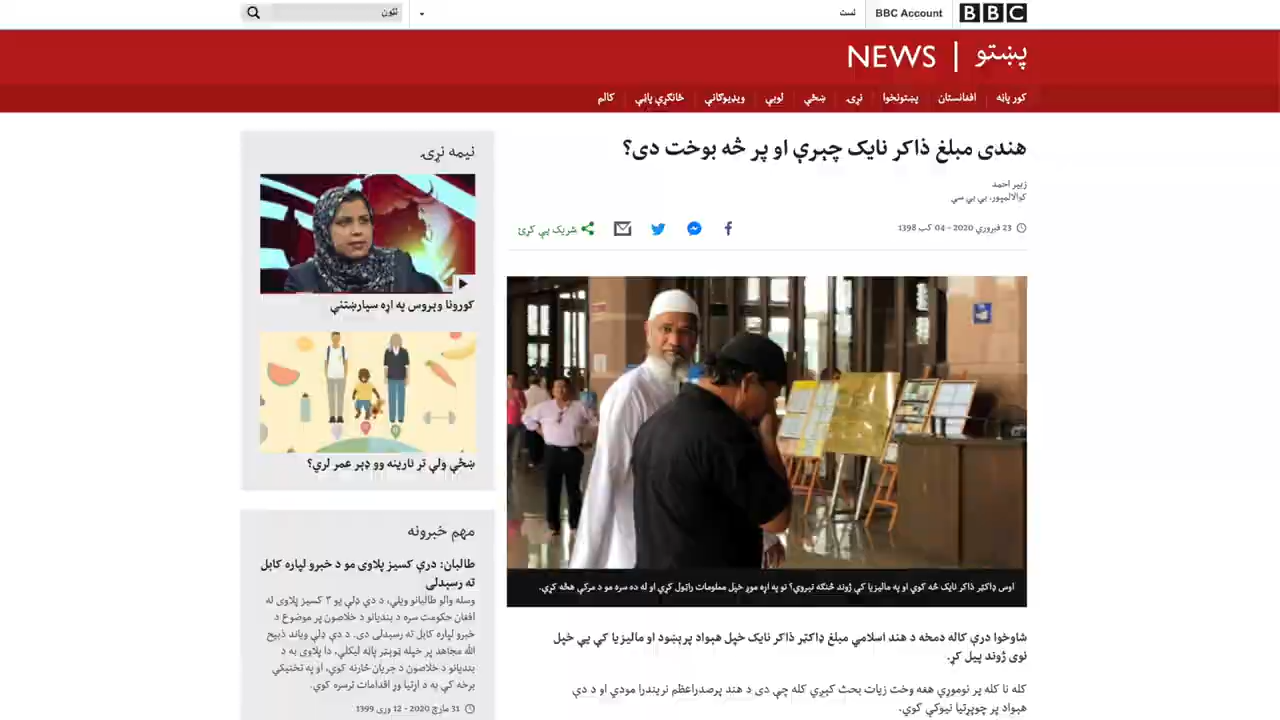 BBC
BBC Account
لست
لټون
پښتو | NEWS
کور پاڼه
افغانستان
پښتونخوا
نړۍ
ښځې
لوبې
ویډیوګانې
ځانګړې پاڼې
کالم
هندی مبلغ ذاکر نایک چېرې او پر څه بوخت دی؟
زبیر احمد
کوالالمپور، بي بي سي
23 فبروري 2020 - 04 کب 1398
شریک یې کړئ
اوس ډاکټر ذاکر نایک څه کوي او په مالیزیا کې ژوند څنګه تېروي؟ نو په اړه موږ خپل معلومات راټول کړي او له ده سره مو د مرکې هڅه کړې.
شاوخوا درې کاله دمخه د هند اسلامي مبلغ ډاکټر ذاکر نایک خپل هېواد پرېښود او مالیزیا کې یې خپل
نوی ژوند پیل کړ.
کله نا کله پر نوموړي هغه وخت زیات بحث کیږي کله چې دی د هند پرصدراعظم نریندرا مودي او د دې
هېواد پر چوپړتیا نیوکې کوي.
نیمه نړۍ
کورونا ویروس په اړه سپارښتنې
ښځې ولې تر نارینه وو ډېر عمر لري؟
مهم خبرونه
طالبان: درې کسیز پلاوی مو د خبرو لپاره کابل
ته رسېدلی
وسله والو طالبانو ویلي، د دې ډلې یو ۳ کسیز پلاوی له
افغان حکومت سره د بندیانو د خلاصون پر موضوع د
خبرو لپاره کابل ته رسېدلی دی. د دې ډلې ویاند ذبیح
الله مجاهد پر خپله ټویټر پاڼه لیکلي، دا پلاوی به د
بندیانو د خلاصون د جریان څارنه کوي، او په تخنیکي
برخه کې به د اړتیا وړ اقدامات ترسره کوي.
31 مارچ 2020 - 12 وری 1399